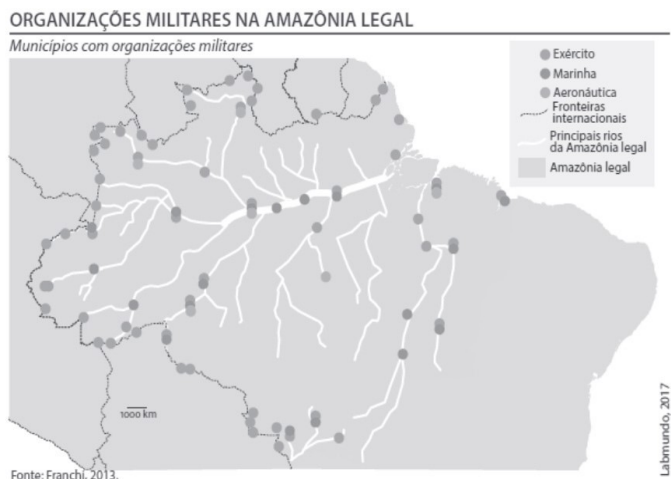 ORGANIZAÇÕES MILITARES NA AMAZÔNIA LEGAL
Municípios com organizações militares
Exército
Marinha
Aeronáutica
Fronteiras
internacionais
Principais rios
da Amazônia legal
Amazônia legal
1000 km
Labmundo, 2017
Fonte: Franchi, 2013.